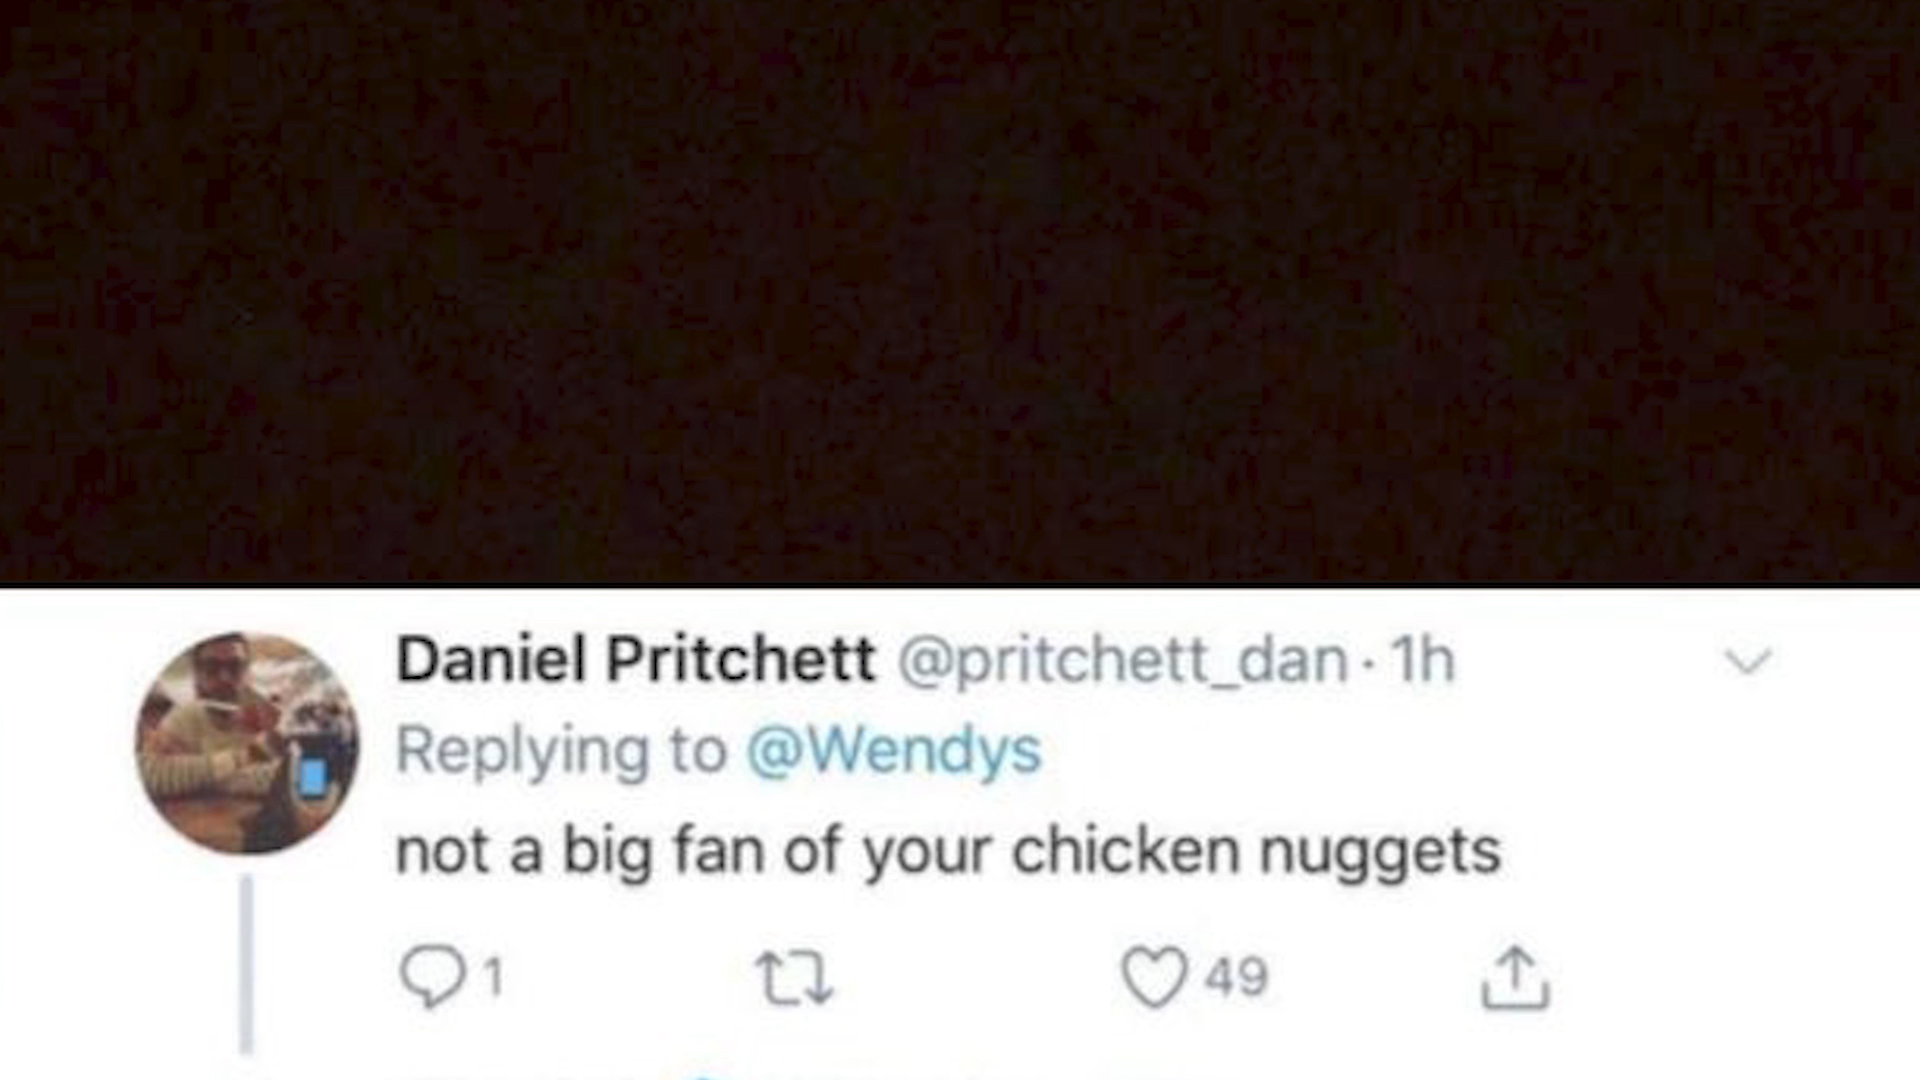 Daniel Pritchett @pritchett_dan · 1h
Replying to @Wendys
not a big fan of your chicken nuggets
1 49